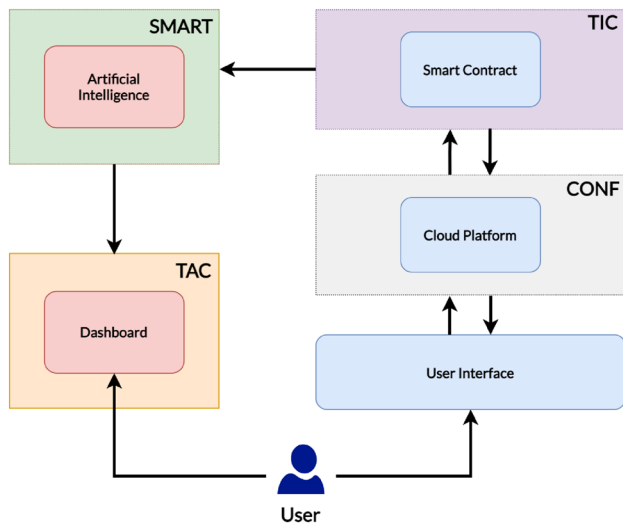 SMART
Artificial
Intelligence
TIC
Smart Contract
CONF
Cloud Platform
TAC
Dashboard
User Interface
User